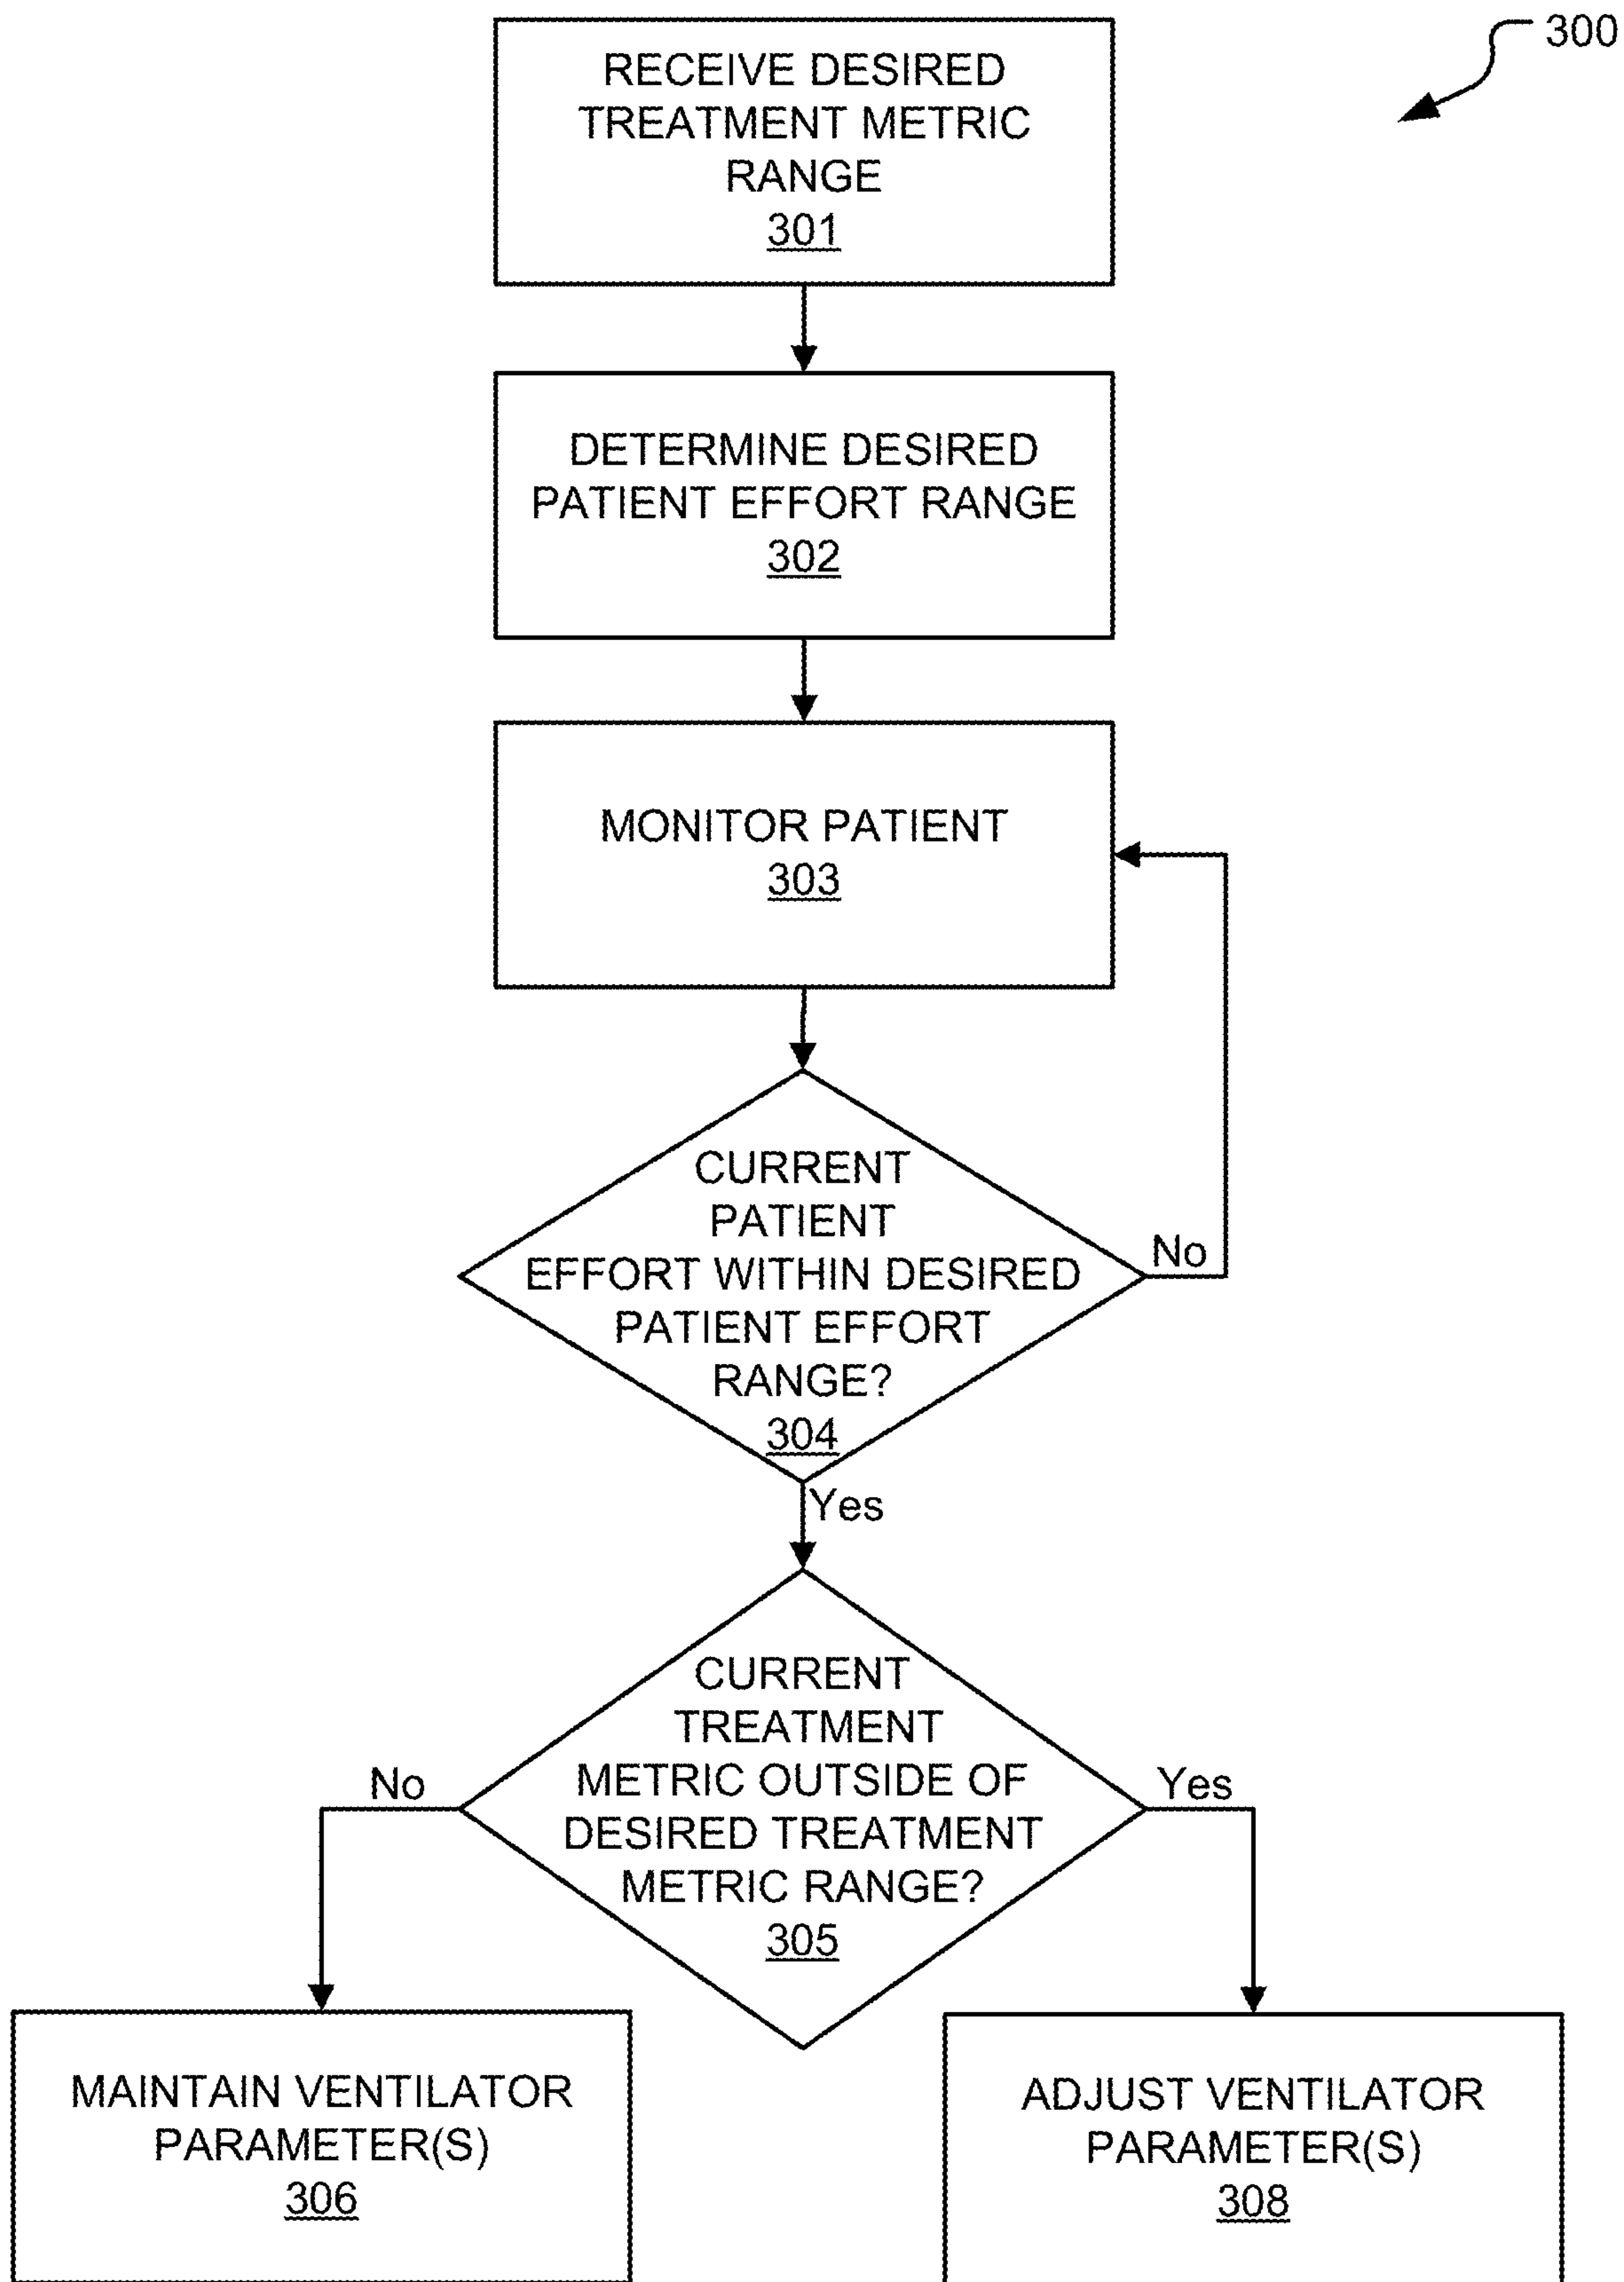 300
RECEIVE DESIRED
TREATMENT METRIC
RANGE
301
DETERMINE DESIRED
PATIENT EFFORT RANGE
302
MONITOR PATIENT
303
CURRENT
PATIENT
EFFORT WITHIN DESIRED
PATIENT EFFORT
RANGE?
304
No
Yes
CURRENT
TREATMENT
METRIC OUTSIDE OF
DESIRED TREATMENT
METRIC RANGE?
305
No
Yes
MAINTAIN VENTILATOR
PARAMETER(S)
306
ADJUST VENTILATOR
PARAMETER(S)
308